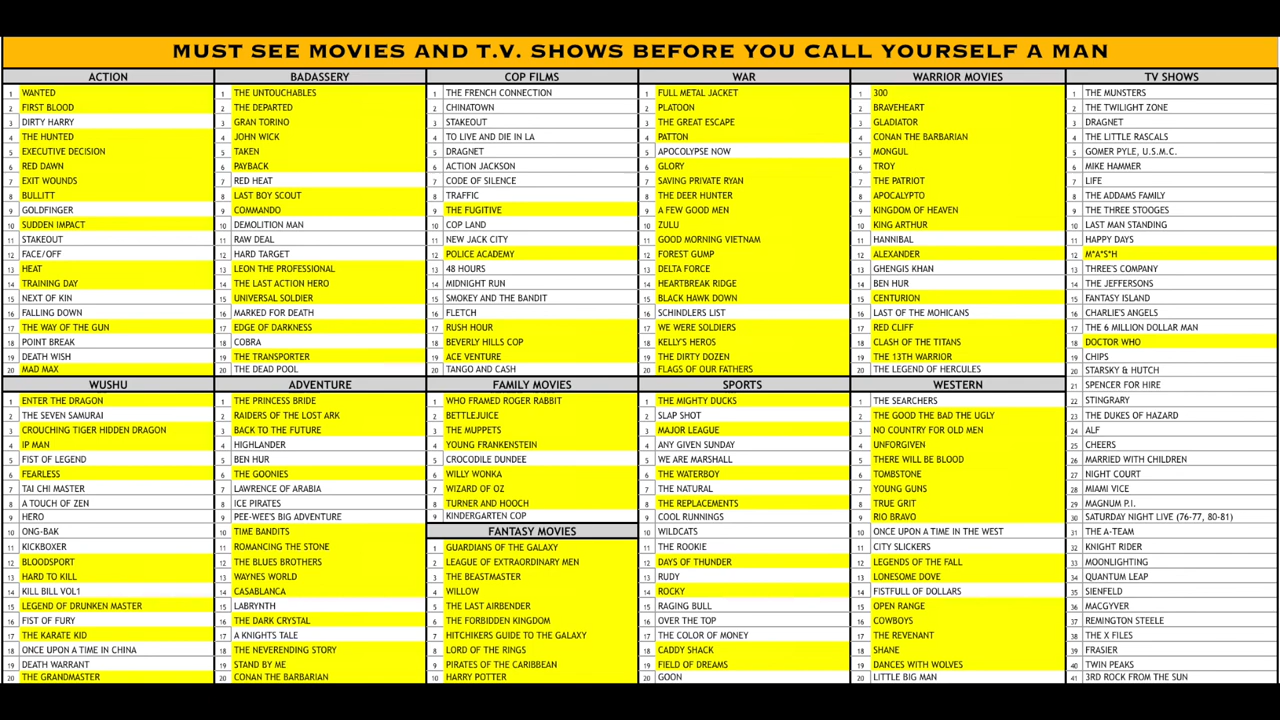 MUST SEE MOVIES AND T.V. SHOWS BEFORE YOU CALL YOURSELF A MAN
ACTION
1 WANTED
2 FIRST BLOOD
3 DIRTY HARRY
4 THE HUNTED
5 EXECUTIVE DECISION
6 RED DAWN
7 EXIT WOUNDS
8 BULLITT
9 GOLDFINGER
10 SUDDEN IMPACT
11 STAKEOUT
12 FACE/OFF
13 HEAT
14 TRAINING DAY
15 NEXT OF KIN
16 FALLING DOWN
17 THE WAY OF THE GUN
18 POINT BREAK
19 DEATH WISH
20 MAD MAX
BADASSERY
1 THE UNTOUCHABLES
2 THE DEPARTED
3 GRAN TORINO
4 JOHN WICK
5 TAKEN
6 PAYBACK
7 RED HEAT
8 LAST BOY SCOUT
9 COMMANDO
10 DEMOLITION MAN
11 RAW DEAL
12 HARD TARGET
13 LEON THE PROFESSIONAL
14 THE LAST ACTION HERO
15 UNIVERSAL SOLDIER
16 MARKED FOR DEATH
17 EDGE OF DARKNESS
18 COBRA
19 THE TRANSPORTER
20 THE DEAD POOL
COP FILMS
1 THE FRENCH CONNECTION
2 CHINATOWN
3 STAKEOUT
4 TO LIVE AND DIE IN LA
5 DRAGNET
6 ACTION JACKSON
7 CODE OF SILENCE
8 TRAFFIC
9 THE FUGITIVE
10 COP LAND
11 NEW JACK CITY
12 POLICE ACADEMY
13 48 HOURS
14 MIDNIGHT RUN
15 SMOKEY AND THE BANDIT
16 FLETCH
17 RUSH HOUR
18 BEVERLY HILLS COP
19 ACE VENTURE
20 TANGO AND CASH
WAR
1 FULL METAL JACKET
2 PLATOON
3 THE GREAT ESCAPE
4 PATTON
5 APOCOLYPSE NOW
6 GLORY
7 SAVING PRIVATE RYAN
8 THE DEER HUNTER
9 A FEW GOOD MEN
10 ZULU
11 GOOD MORNING VIETNAM
12 FOREST GUMP
13 DELTA FORCE
14 HEARTBREAK RIDGE
15 BLACK HAWK DOWN
16 SCHINDLERS LIST
17 WE WERE SOLDIERS
18 KELLY'S HEROS
19 THE DIRTY DOZEN
20 FLAGS OF OUR FATHERS
WARRIOR MOVIES
1 300
2 BRAVEHEART
3 GLADIATOR
4 CONAN THE BARBARIAN
5 MONGUL
6 TROY
7 THE PATRIOT
8 APOCALYPTO
9 KINGDOM OF HEAVEN
10 KING ARTHUR
11 HANNIBAL
12 ALEXANDER
13 GHENGIS KHAN
14 BEN HUR
15 CENTURION
16 LAST OF THE MOHICANS
17 RED CLIFF
18 CLASH OF THE TITANS
19 THE 13TH WARRIOR
20 THE LEGEND OF HERCULES
TV SHOWS
1 THE MUNSTERS
2 THE TWILIGHT ZONE
3 DRAGNET
4 THE LITTLE RASCALS
5 GOMER PYLE, U.S.M.C.
6 MIKE HAMMER
7 LIFE
8 THE ADDAMS FAMILY
9 THE THREE STOOGES
10 LAST MAN STANDING
11 HAPPY DAYS
12 M*A*S*H
13 THREE'S COMPANY
14 THE JEFFERSONS
15 FANTASY ISLAND
16 CHARLIE'S ANGELS
17 THE 6 MILLION DOLLAR MAN
18 DOCTOR WHO
19 CHIPS
20 STARSKY & HUTCH
21 SPENCER FOR HIRE
22 STINGRARY
23 THE DUKES OF HAZARD
24 ALF
25 CHEERS
26 MARRIED WITH CHILDREN
27 NIGHT COURT
28 MIAMI VICE
29 MAGNUM P.I.
30 SATURDAY NIGHT LIVE (76-77, 80-81)
31 THE A-TEAM
32 KNIGHT RIDER
33 MOONLIGHTING
34 QUANTUM LEAP
35 SIENFELD
36 MACGYVER
37 REMINGTON STEELE
38 THE X FILES
39 FRASIER
40 TWIN PEAKS
41 3RD ROCK FROM THE SUN
WUSHU
1 ENTER THE DRAGON
2 THE SEVEN SAMURAI
3 CROUCHING TIGER HIDDEN DRAGON
4 IP MAN
5 FIST OF LEGEND
6 FEARLESS
7 TAI CHI MASTER
8 A TOUCH OF ZEN
9 HERO
10 ONG-BAK
11 KICKBOXER
12 BLOODSPORT
13 HARD TO KILL
14 KILL BILL VOL1
15 LEGEND OF DRUNKEN MASTER
16 FIST OF FURY
17 THE KARATE KID
18 ONCE UPON A TIME IN CHINA
19 DEATH WARRANT
20 THE GRANDMASTER
ADVENTURE
1 THE PRINCESS BRIDE
2 RAIDERS OF THE LOST ARK
3 BACK TO THE FUTURE
4 HIGHLANDER
5 BEN HUR
6 THE GOONIES
7 LAWRENCE OF ARABIA
8 ICE PIRATES
9 PEE-WEE'S BIG ADVENTURE
10 TIME BANDITS
11 ROMANCING THE STONE
12 THE BLUES BROTHERS
13 WAYNES WORLD
14 CASABLANCA
15 LABRYNTH
16 THE DARK CRYSTAL
17 A KNIGHTS TALE
18 THE NEVERENDING STORY
19 STAND BY ME
20 CONAN THE BARBARIAN
FAMILY MOVIES
1 WHO FRAMED ROGER RABBIT
2 BETTLEJUICE
3 THE MUPPETS
4 YOUNG FRANKENSTEIN
5 CROCODILE DUNDEE
6 WILLY WONKA
7 WIZARD OF OZ
8 TURNER AND HOOCH
9 KINDERGARTEN COP
FANTASY MOVIES
1 GUARDIANS OF THE GALAXY
2 LEAGUE OF EXTRAORDINARY MEN
3 THE BEASTMASTER
4 WILLOW
5 THE LAST AIRBENDER
6 THE FORBIDDEN KINGDOM
7 HITCHIKERS GUIDE TO THE GALAXY
8 LORD OF THE RINGS
9 PIRATES OF THE CARIBBEAN
10 HARRY POTTER
SPORTS
1 THE MIGHTY DUCKS
2 SLAP SHOT
3 MAJOR LEAGUE
4 ANY GIVEN SUNDAY
5 WE ARE MARSHALL
6 THE WATERBOY
7 THE NATURAL
8 THE REPLACEMENTS
9 COOL RUNNINGS
10 WILDCATS
11 THE ROOKIE
12 DAYS OF THUNDER
13 RUDY
14 ROCKY
15 RAGING BULL
16 OVER THE TOP
17 THE COLOR OF MONEY
18 CADDY SHACK
19 FIELD OF DREAMS
20 GOON
WESTERN
1 THE SEARCHERS
2 THE GOOD THE BAD THE UGLY
3 NO COUNTRY FOR OLD MEN
4 UNFORGIVEN
5 THERE WILL BE BLOOD
6 TOMBSTONE
7 YOUNG GUNS
8 TRUE GRIT
9 RIO BRAVO
10 ONCE UPON A TIME IN THE WEST
11 CITY SLICKERS
12 LEGENDS OF THE FALL
13 LONESOME DOVE
14 FISTFULL OF DOLLARS
15 OPEN RANGE
16 COWBOYS
17 THE REVENANT
18 SHANE
19 DANCES WITH WOLVES
20 LITTLE BIG MAN